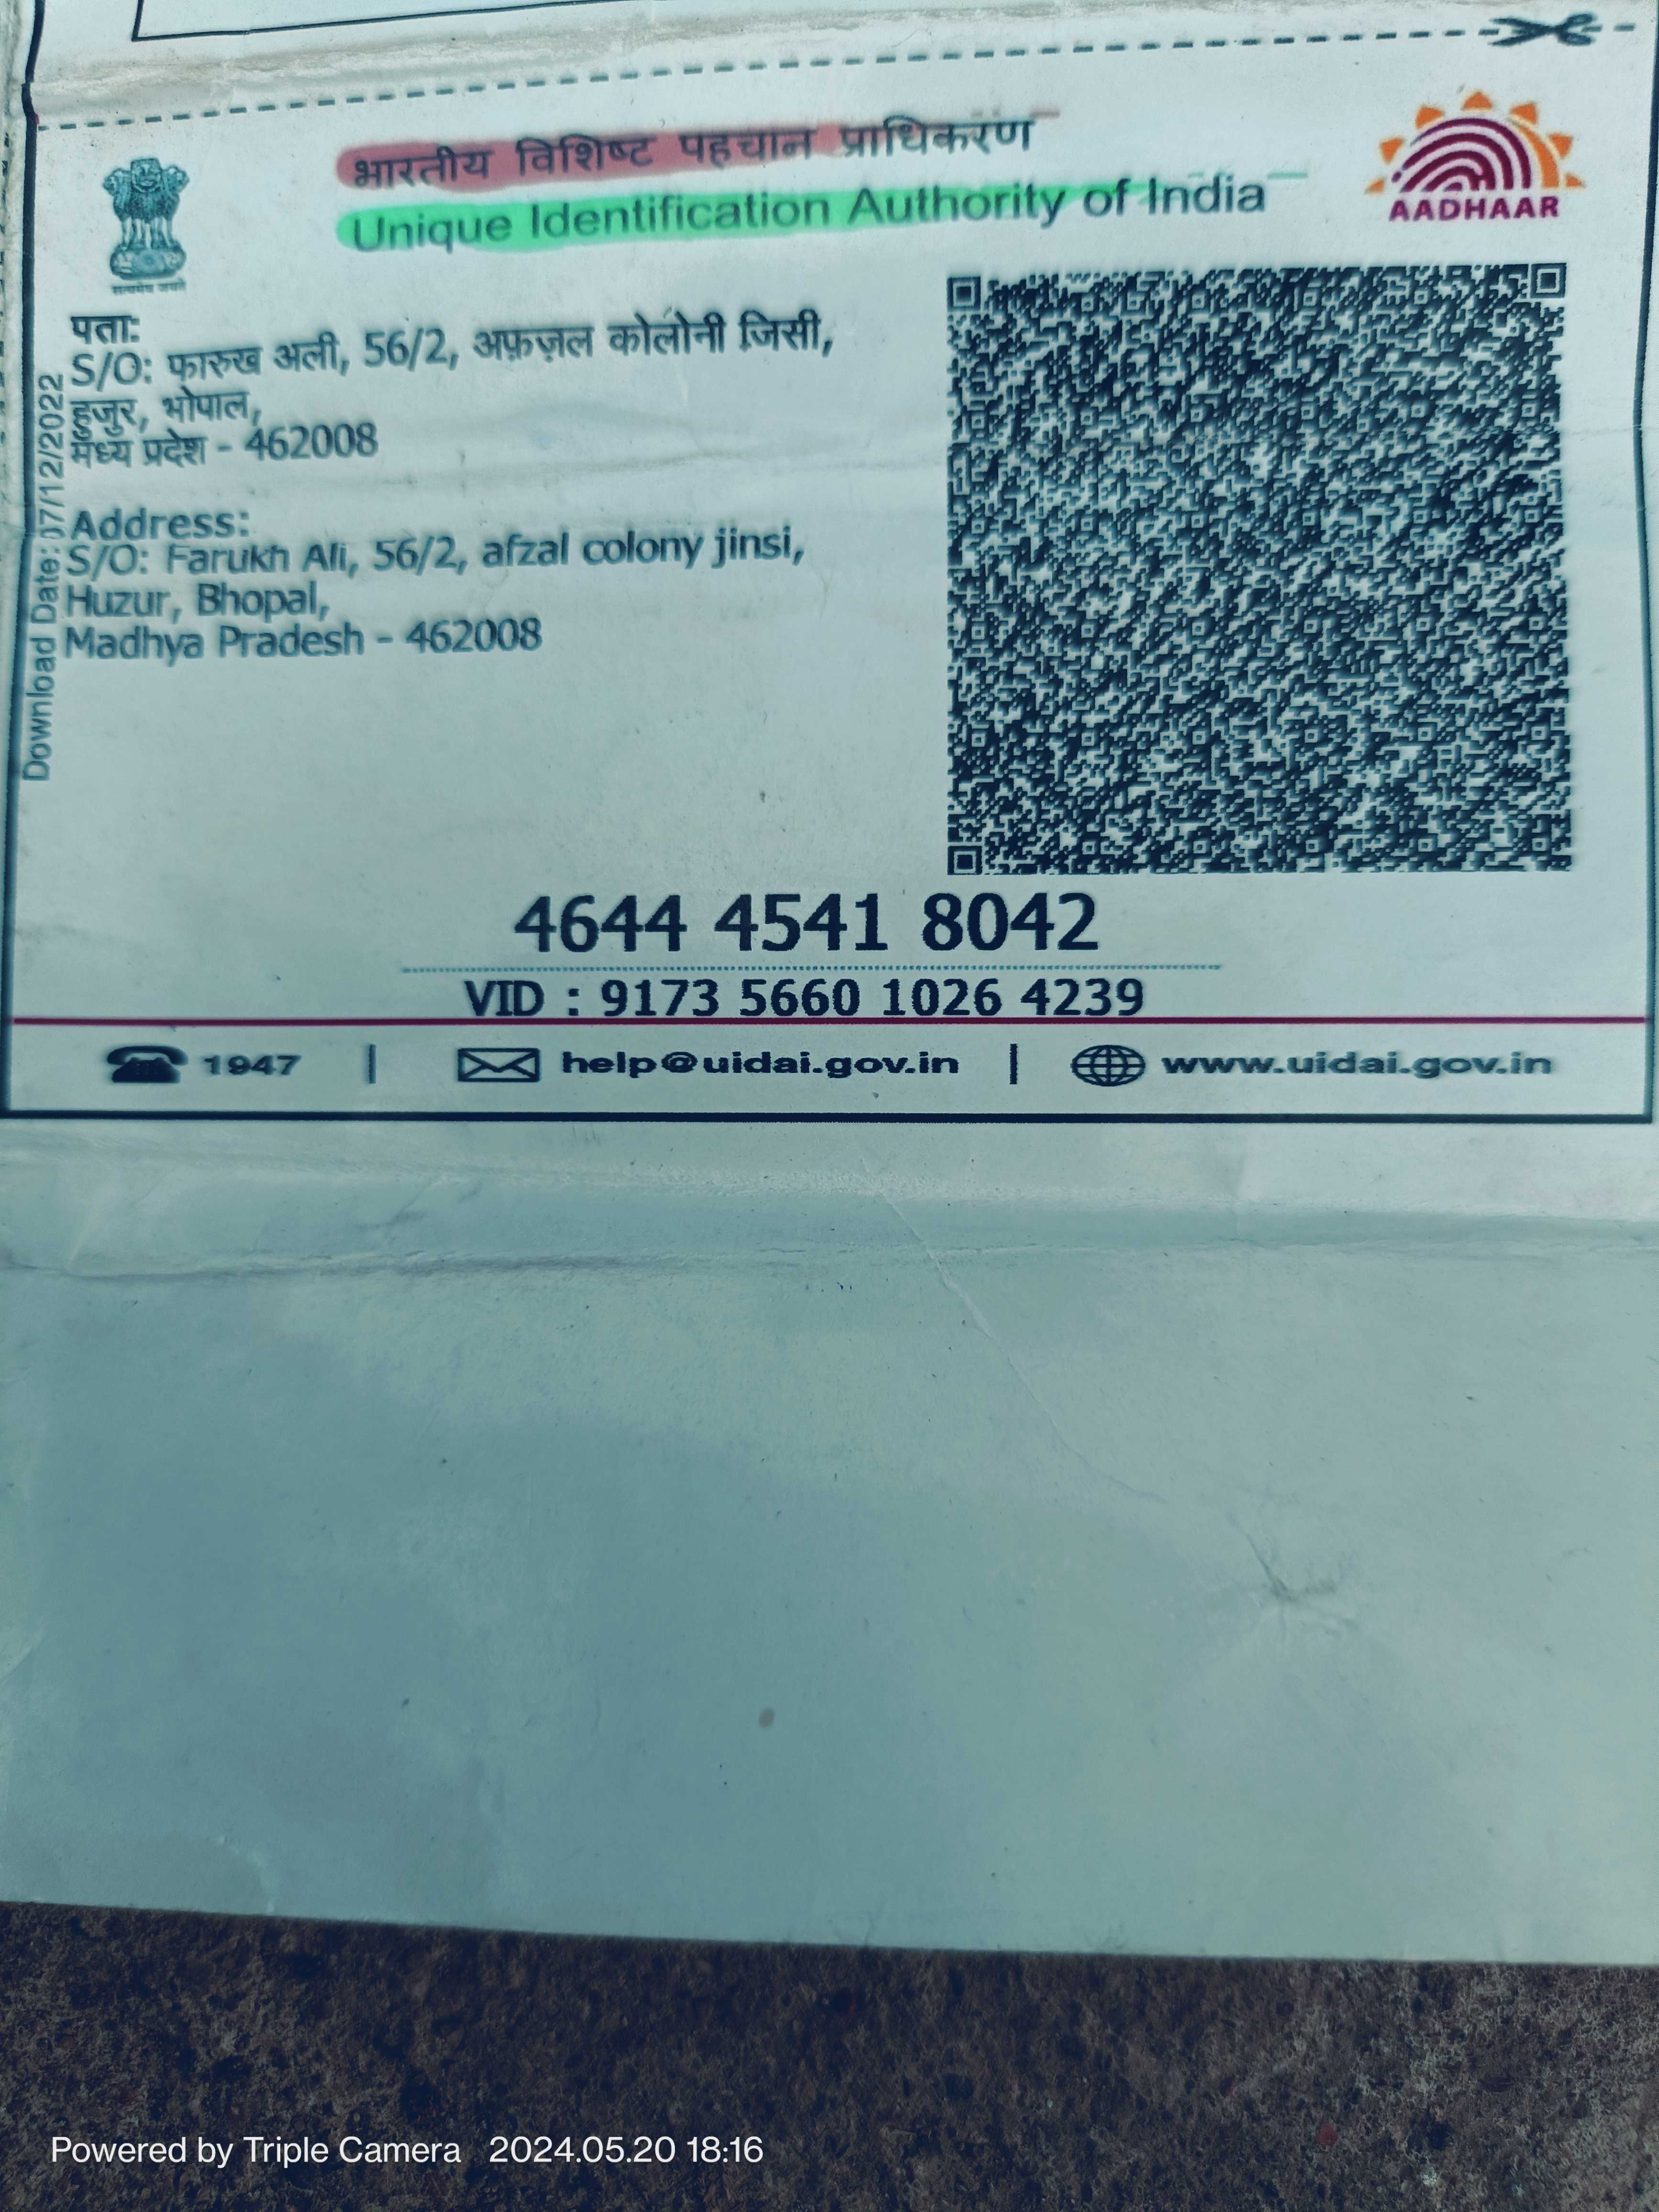 भारतीय विशिष्ट पहचान प्राधिकरण
Unique Identification Authority of India
AADHAAR
सत्यमेव जयते
पता:
S/O: फारुख अली, 56/2, अफ़ज़ल कोलोनी जिसी,
हुजुर, भोपाल,
मध्य प्रदेश - 462008
Address:
S/O: Farukh Ali, 56/2, afzal colony jinsi,
Huzur, Bhopal,
Madhya Pradesh - 462008
Download Date: 07/12/2022
4644 4541 8042
VID : 9173 5660 1026 4239
1947 | help@uidai.gov.in | www.uidai.gov.in
Powered by Triple Camera 2024.05.20 18:16